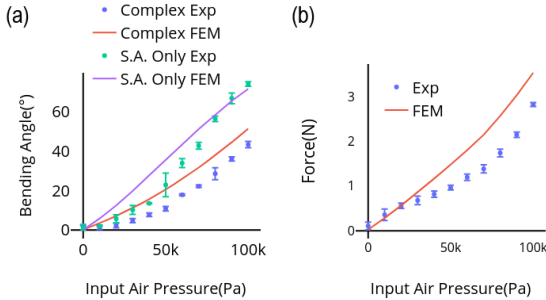 (a)
Complex Exp
Complex FEM
S.A. Only Exp
S.A. Only FEM
Bending Angle(°)
60
40
20
0
0
50k
100k
Input Air Pressure(Pa)
(b)
Exp
FEM
Force(N)
3
2
1
0
0
50k
100k
Input Air Pressure(Pa)